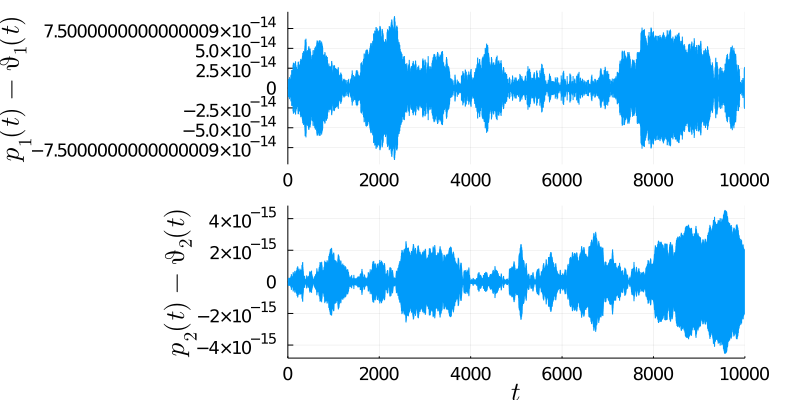 p₁(t) − ϑ₁(t)
7.5000000000000009×10⁻¹⁴
5.0×10⁻¹⁴
2.5×10⁻¹⁴
0
−2.5×10⁻¹⁴
−5.0×10⁻¹⁴
−7.5000000000000009×10⁻¹⁴
0 2000 4000 6000 8000 10000
p₂(t) − ϑ₂(t)
4×10⁻¹⁵
2×10⁻¹⁵
0
−2×10⁻¹⁵
−4×10⁻¹⁵
0 2000 4000 6000 8000 10000
t